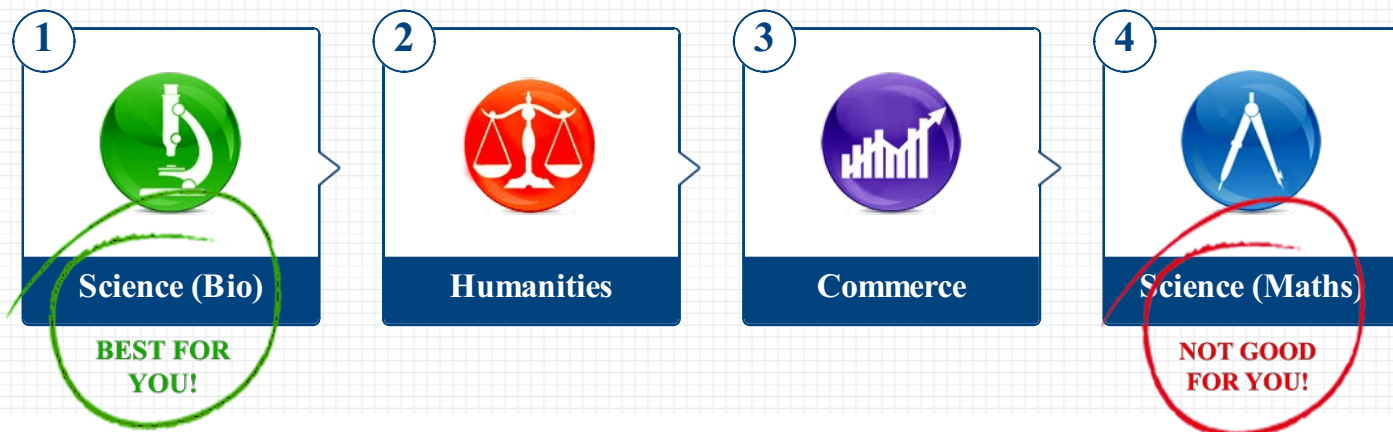 1
2
3
4
Science (Bio)
Humanities
Commerce
Science (Maths)
BEST FOR
YOU!
NOT GOOD
FOR YOU!